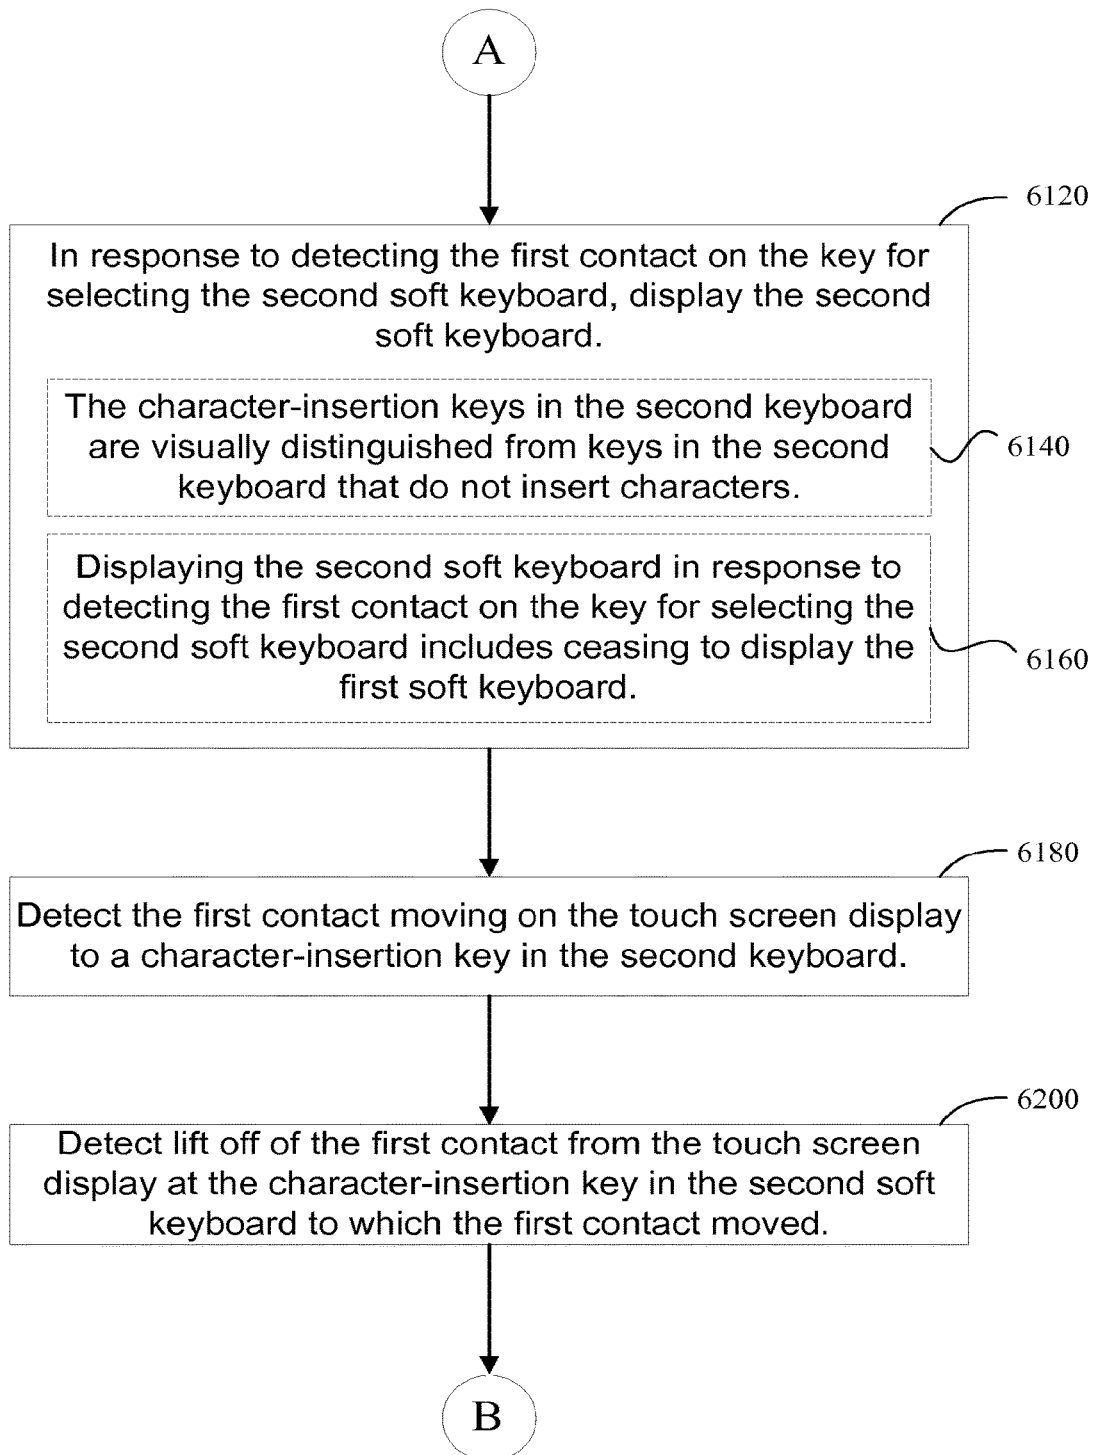 A
6120
In response to detecting the first contact on the key for
selecting the second soft keyboard, display the second
soft keyboard.
The character-insertion keys in the second keyboard
are visually distinguished from keys in the second
keyboard that do not insert characters.
6140
Displaying the second soft keyboard in response to
detecting the first contact on the key for selecting the
second soft keyboard includes ceasing to display the
first soft keyboard.
6160
6180
Detect the first contact moving on the touch screen display
to a character-insertion key in the second keyboard.
6200
Detect lift off of the first contact from the touch screen
display at the character-insertion key in the second soft
keyboard to which the first contact moved.
B